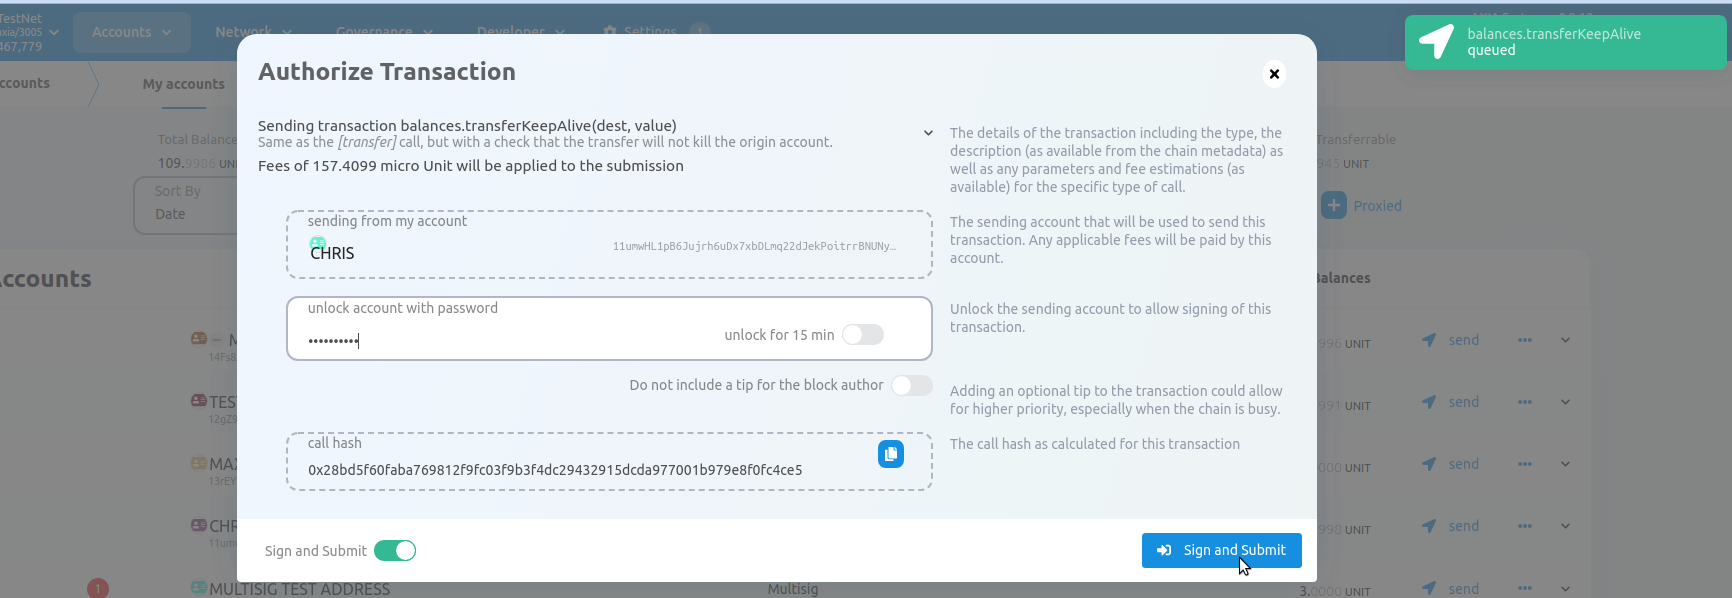 TestNet
axia/3005
467,779
Accounts
Network
Governance
Developer
Settings
1
balances.transferKeepAlive
queued
ccounts
My accounts
Authorize Transaction
Total Balance
109.9986 UNI
Sort By
Date
Transferrable
945 UNIT
Proxied
Sending transaction balances.transferKeepAlive(dest, value)
Same as the [transfer] call, but with a check that the transfer will not kill the origin account.
Fees of 157.4099 micro Unit will be applied to the submission
The details of the transaction including the type, the
description (as available from the chain metadata) as
well as any parameters and fee estimations (as
available) for the specific type of call.
sending from my account
CHRIS
11umwHL1pB6Jujrh6uDx7xbDLmq22dJekPoitrrBNUNy…
The sending account that will be used to send this
transaction. Any applicable fees will be paid by this
account.
ccounts
Balances
unlock account with password
unlock for 15 min
Unlock the sending account to allow signing of this
transaction.
M
14Fs8
996 UNIT
send
Do not include a tip for the block author
Adding an optional tip to the transaction could allow
for higher priority, especially when the chain is busy.
TES
12gZ9
991 UNIT
send
call hash
0x28bd5f60faba769812f9fc03f9b3f4dc29432915dcda977001b979e8f0fc4ce5
The call hash as calculated for this transaction
MAX
13rEY
000 UNIT
send
CHR
11um
998 UNIT
send
Sign and Submit
Sign and Submit
1
MULTISIG TEST ADDRESS
Multisig
3.0000 UNIT
send